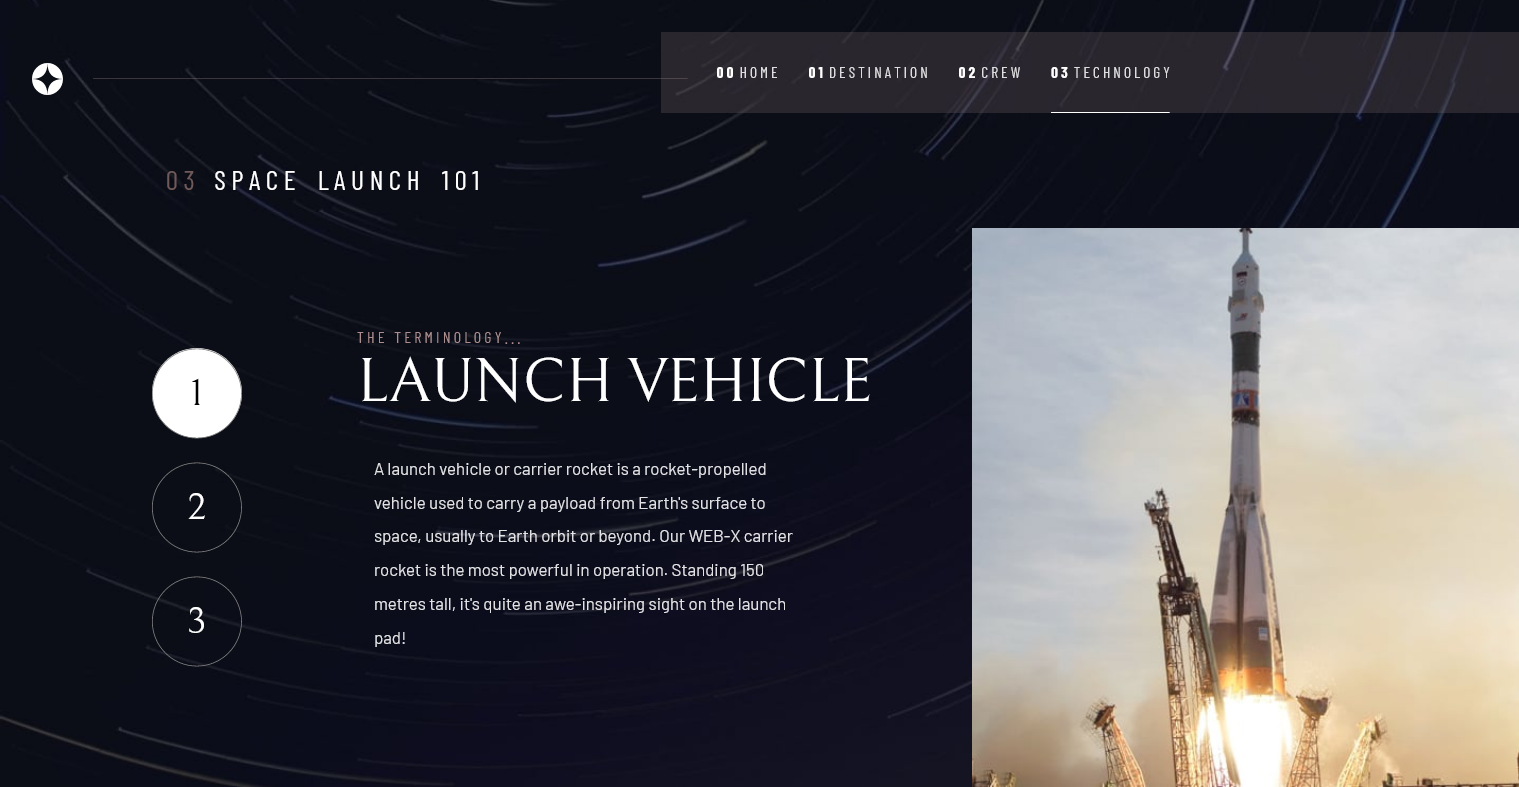 00 HOME 01 DESTINATION 02 CREW 03 TECHNOLOGY
03 SPACE LAUNCH 101
THE TERMINOLOGY...
LAUNCH VEHICLE
1
2
3
A launch vehicle or carrier rocket is a rocket-propelled
vehicle used to carry a payload from Earth's surface to
space, usually to Earth orbit or beyond. Our WEB-X carrier
rocket is the most powerful in operation. Standing 150
metres tall, it's quite an awe-inspiring sight on the launch
pad!